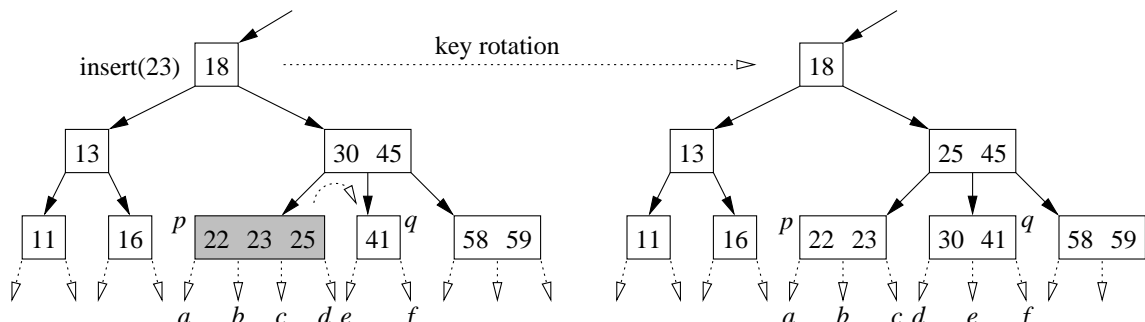 key rotation
insert(23) 18 18
13 30 45 13 25 45
p q p q
11 16 22 23 25 41 58 59 11 16 22 23 30 41 58 59
a b c d e f a b c d e f